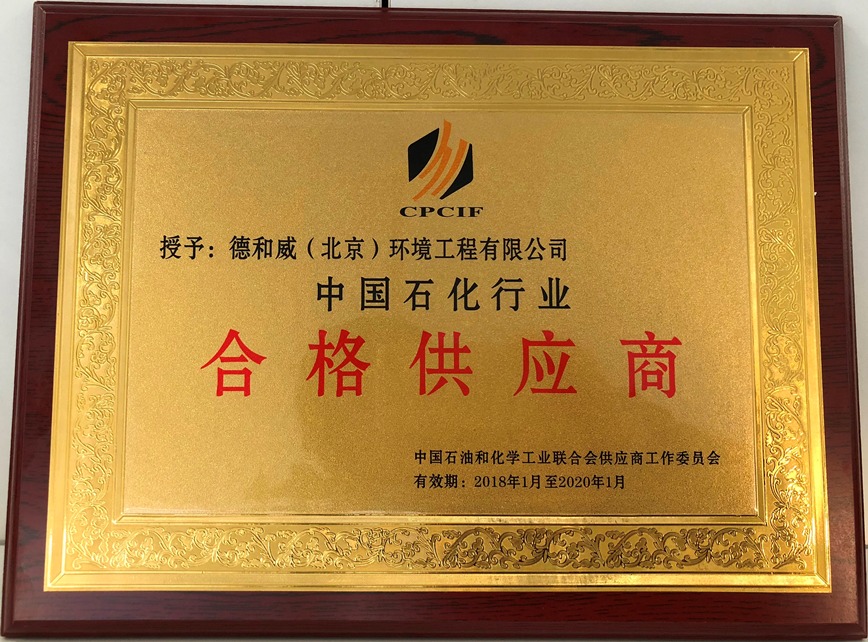 CPCIF
授予：德和威（北京）环境工程有限公司
中国石化行业
合格供应商
中国石油和化学工业联合会供应商工作委员会
有效期：2018年1月至2020年1月